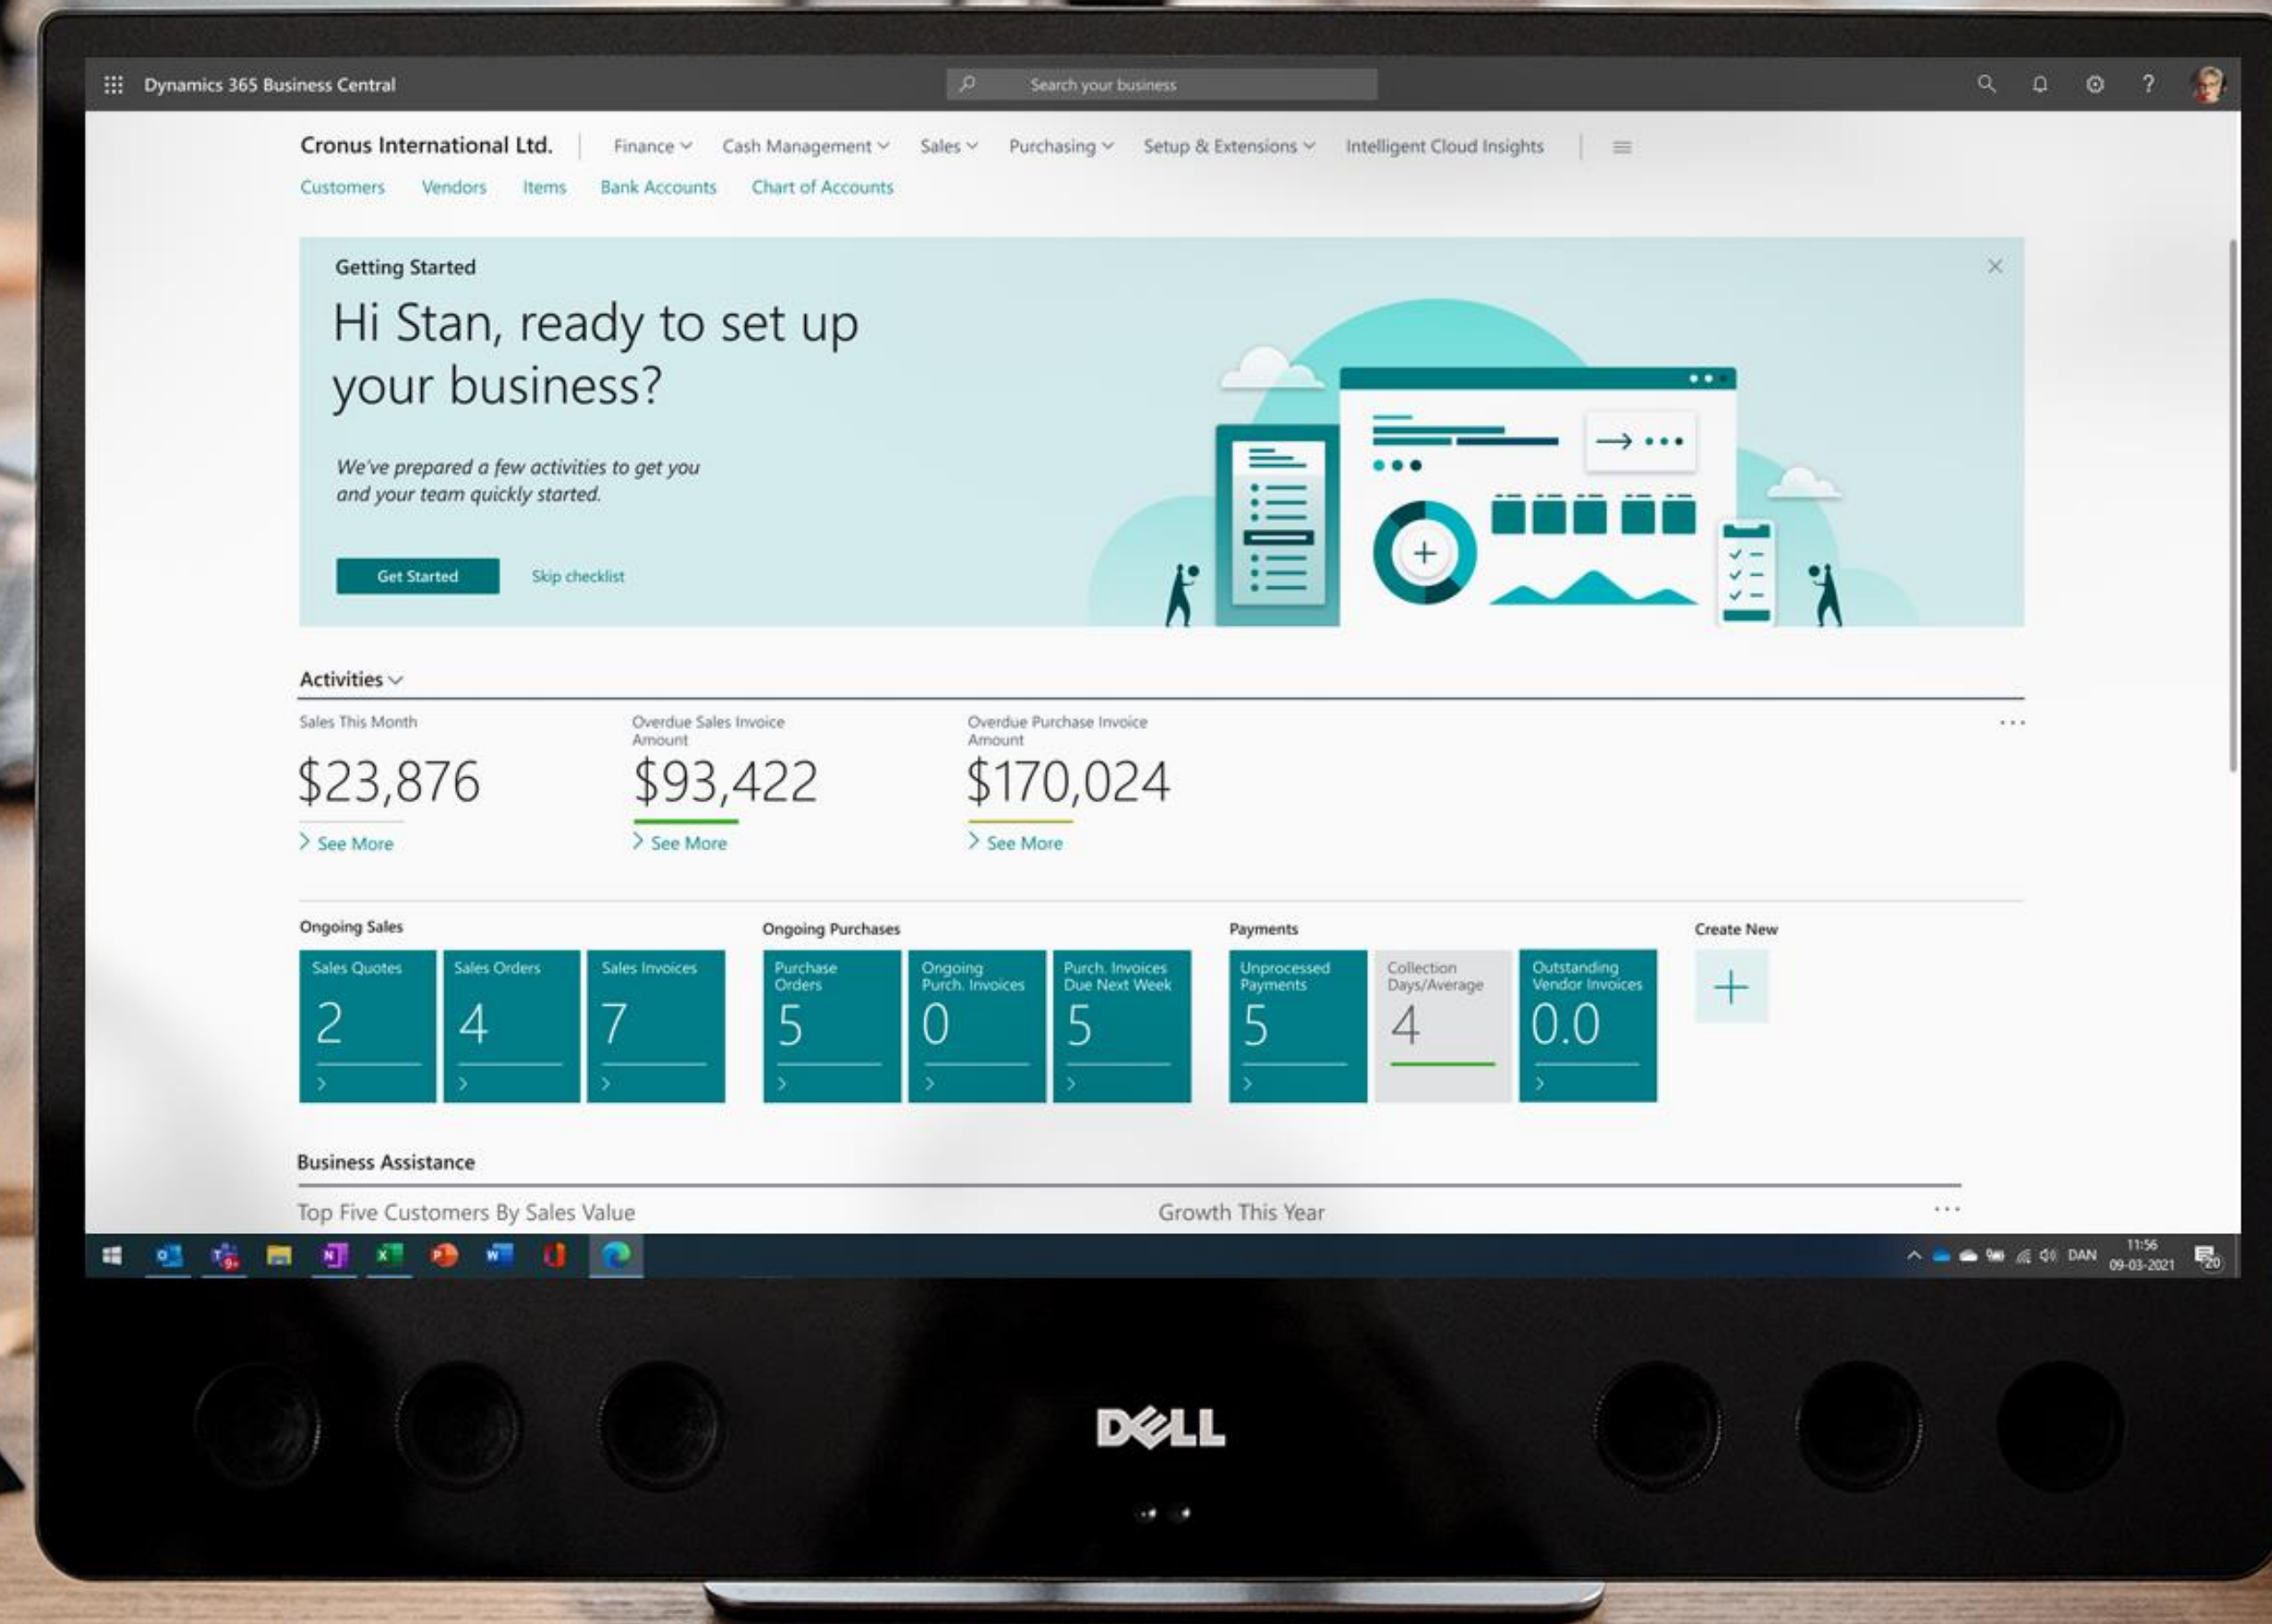 Dynamics 365 Business Central
Search your business
?
Cronus International Ltd.
Finance
Cash Management
Sales
Purchasing
Setup & Extensions
Intelligent Cloud Insights
Customers
Vendors
Items
Bank Accounts
Chart of Accounts
Getting Started
Hi Stan, ready to set up
your business?
We've prepared a few activities to get you
and your team quickly started.
Get Started
Skip checklist
Activities
Sales This Month
$23,876
See More
Overdue Sales Invoice
Amount
$93,422
See More
Overdue Purchase Invoice
Amount
$170,024
See More
Ongoing Sales
Sales Quotes
2
Sales Orders
4
Sales Invoices
7
Ongoing Purchases
Purchase
Orders
5
Ongoing
Purch. Invoices
0
Purch. Invoices
Due Next Week
5
Payments
Unprocessed
Payments
5
Collection
Days/Average
4
Outstanding
Vendor Invoices
0.0
Create New
Business Assistance
Top Five Customers By Sales Value
Growth This Year
9+
N
X
P
W
DAN
11:56
09-03-2021
20
DELL